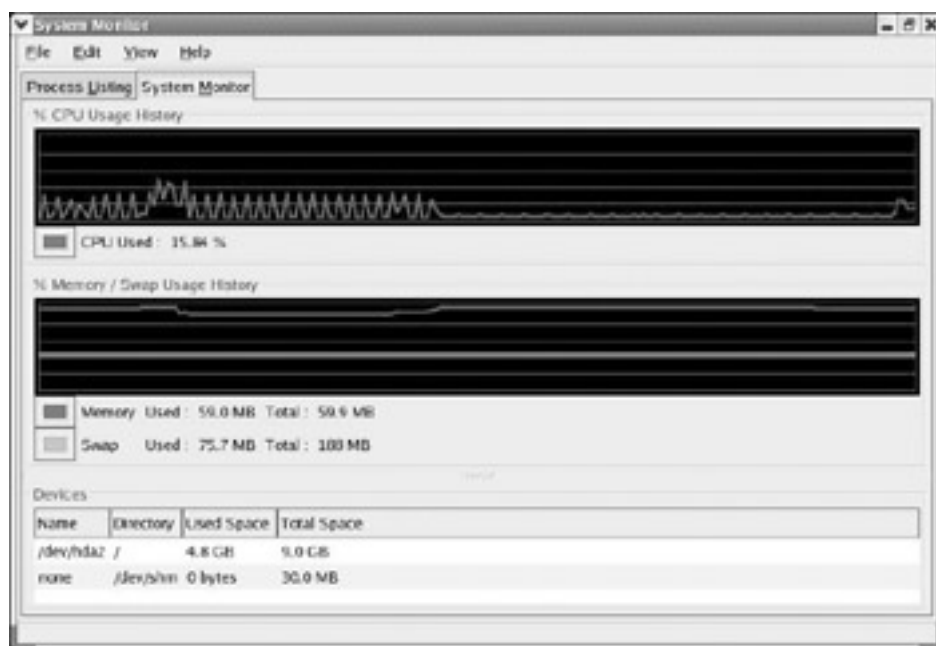 System Monitor
File Edit View Help
Process Listing System Monitor
% CPU Usage History
CPU Used : 15.84 %
% Memory / Swap Usage History
Memory Used : 59.0 MB Total : 59.9 MB
Swap Used : 75.7 MB Total : 188 MB
Devices
Name Directory Used Space Total Space
/dev/hda2 / 4.8 GB 9.0 GB
none /dev/shm 0 bytes 30.0 MB